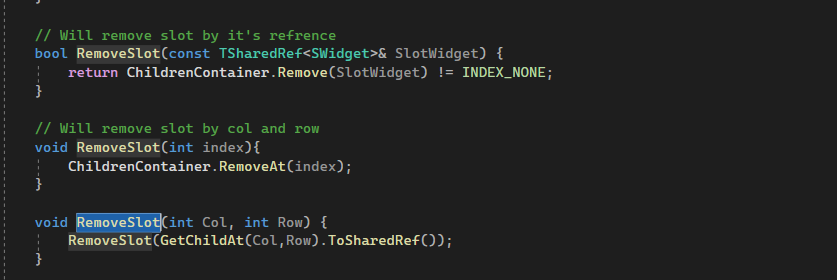 // Will remove slot by it's refrence
bool RemoveSlot(const TSharedRef<SWidget>& SlotWidget) {
return ChildrenContainer.Remove(SlotWidget) != INDEX_NONE;
}
// Will remove slot by col and row
void RemoveSlot(int index){
ChildrenContainer.RemoveAt(index);
}
void RemoveSlot(int Col, int Row) {
RemoveSlot(GetChildAt(Col,Row).ToSharedRef());
}